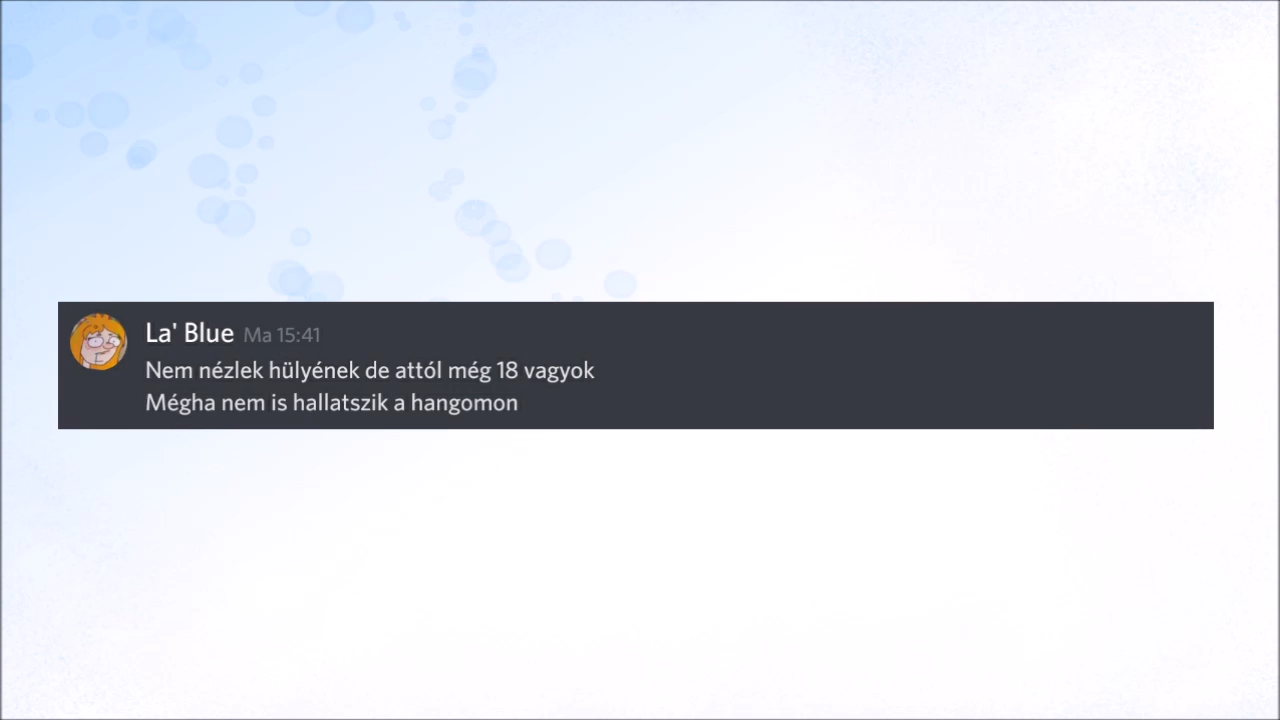 La' Blue Ma 15:41
Nem nézlek hülyének de attól még 18 vagyok
Mégha nem is hallatszik a hangomon